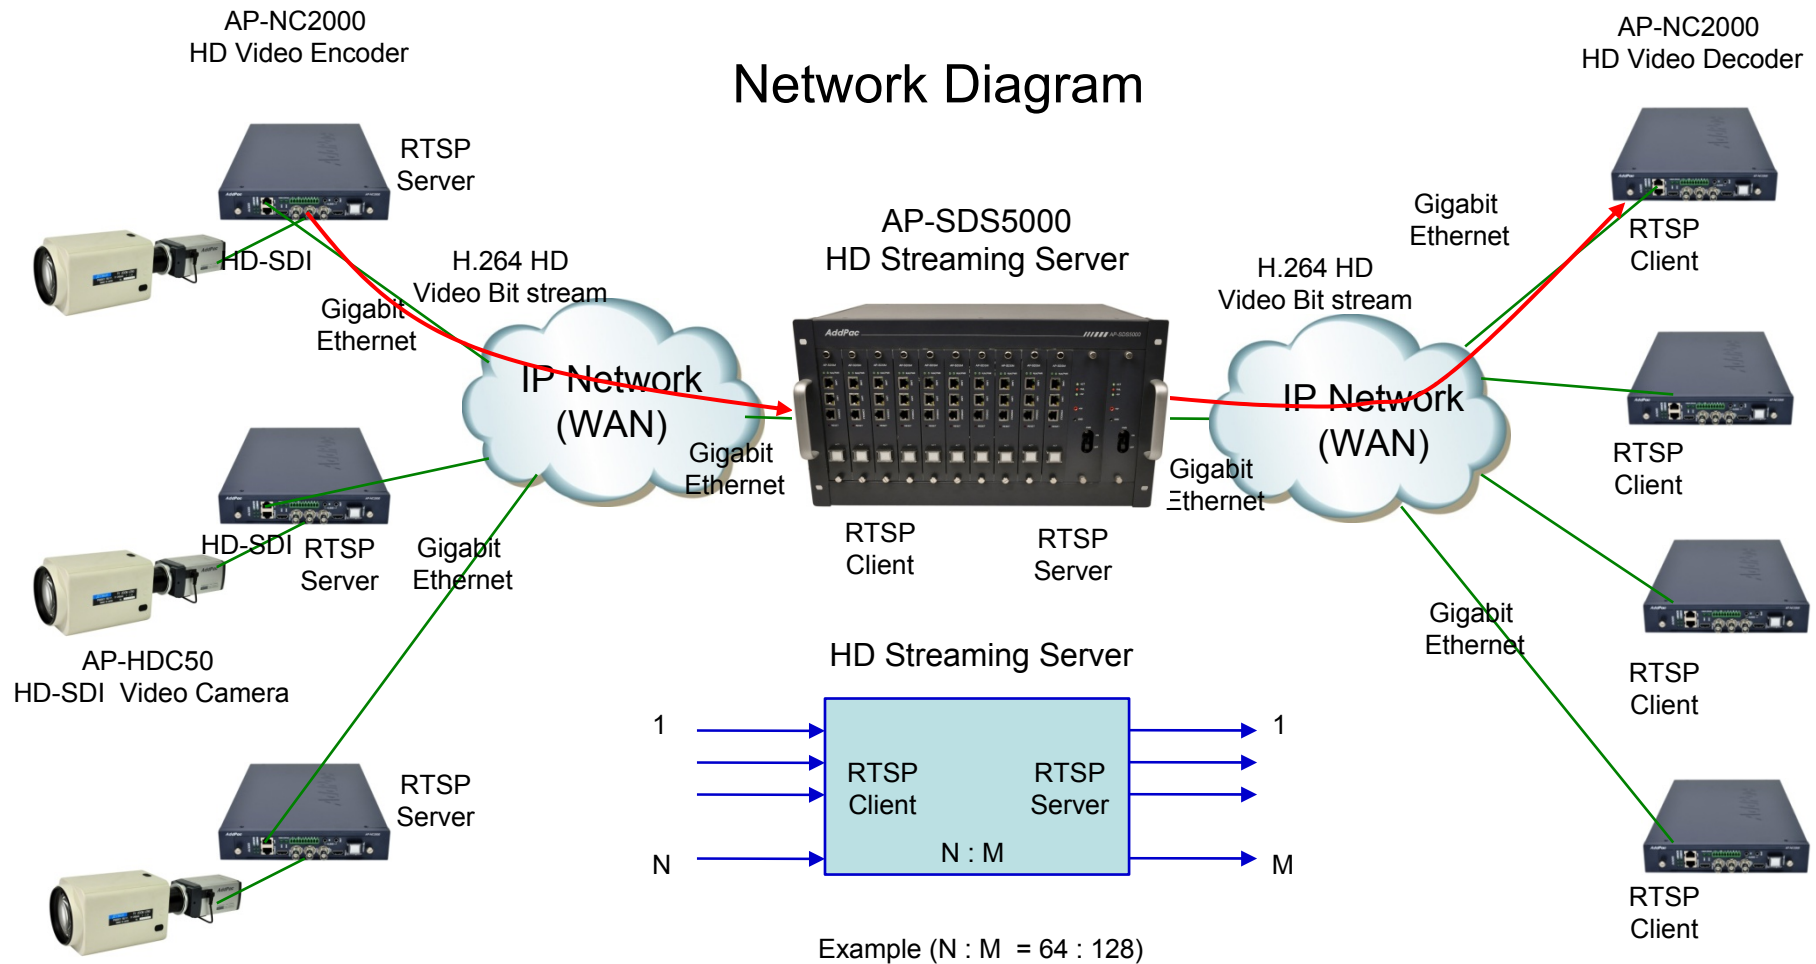 AP-NC2000
HD Video Encoder
Network Diagram
AP-NC2000
HD Video Decoder
RTSP
Server
HD-SDI
Gigabit
Ethernet
H.264 HD
Video Bit stream
IP Network
(WAN)
AP-SDS5000
HD Streaming Server
AddPac
AP-SDS5000
Gigabit
Ethernet
RTSP
Client
RTSP
Server
H.264 HD
Video Bit stream
IP Network
(WAN)
Gigabit
Ethernet
Gigabit
Ethernet
RTSP
Client
RTSP
Client
RTSP
Client
Gigabit
Ethernet
RTSP
Client
HD-SDI
RTSP
Server
Gigabit
Ethernet
AP-HDC50
HD-SDI  Video Camera
RTSP
Server
HD Streaming Server
1
N
RTSP
Client
RTSP
Server
N : M
1
M
Example (N : M  = 64 : 128)